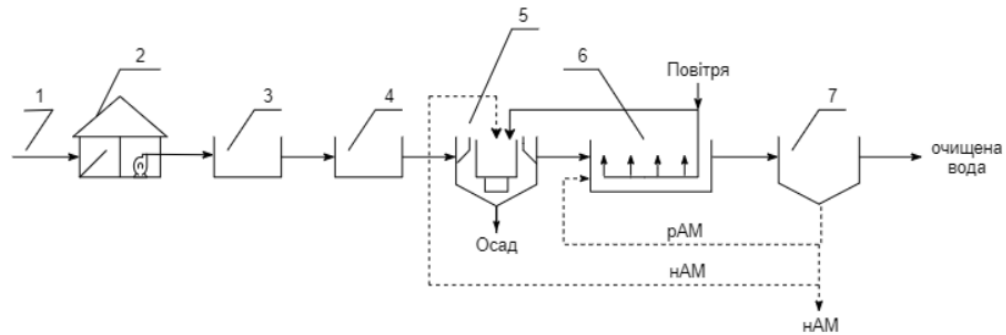 5
2
6
Повітря
1
3
4
7
очищена
вода
Осад
рАМ
нАМ
нАМ